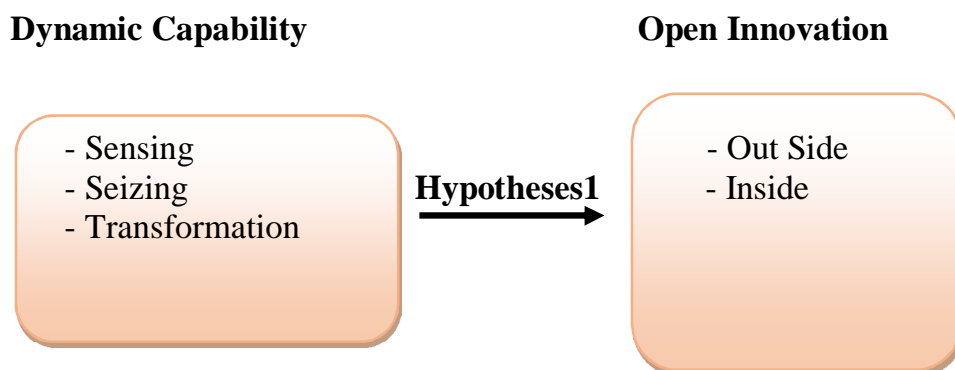 Dynamic Capability
Open Innovation
- Sensing
- Seizing
- Transformation
Hypotheses1
- Out Side
- Inside